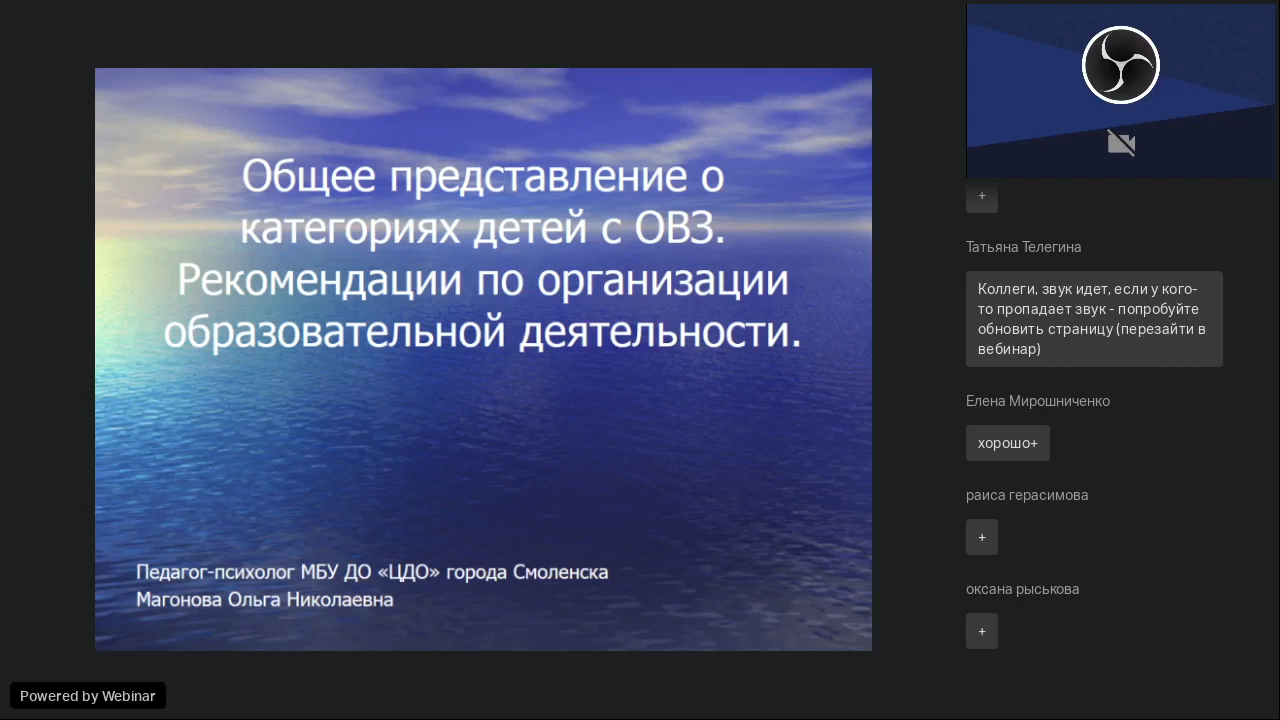 Общее представление о
категориях детей с ОВЗ.
Рекомендации по организации
образовательной деятельности.
Педагог-психолог МБУ ДО «ЦДО» города Смоленска
Магонова Ольга Николаевна
+
Татьяна Телегина
Коллеги, звук идет, если у кого-
то пропадает звук - попробуйте
обновить страницу (перезайти в
вебинар)
Елена Мирошниченко
хорошо+
раиса герасимова
+
оксана рыськова
+
Powered by Webinar